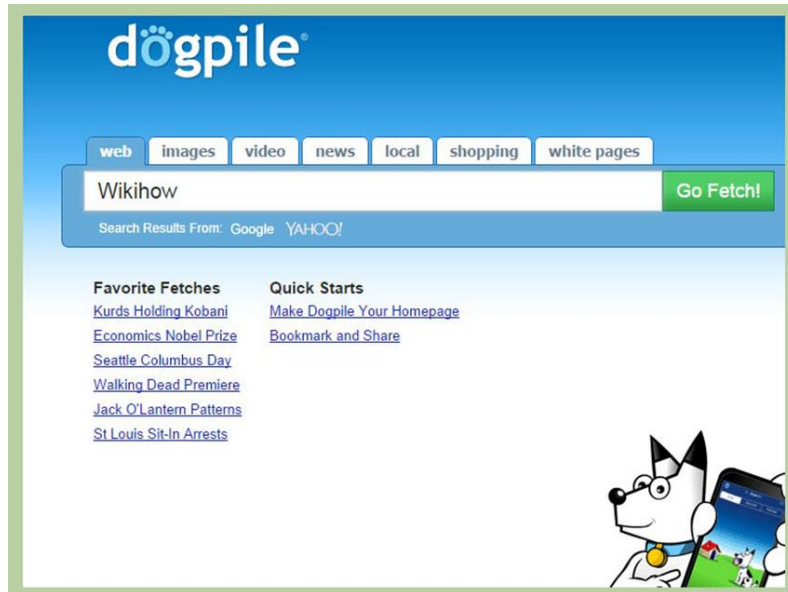 dogpile®
web images video news local shopping white pages
Wikihow Go Fetch!
Search Results From: Google YAHOO!
Favorite Fetches
Kurds Holding Kobani
Economics Nobel Prize
Seattle Columbus Day
Walking Dead Premiere
Jack O'Lantern Patterns
St Louis Sit-In Arrests
Quick Starts
Make Dogpile Your Homepage
Bookmark and Share